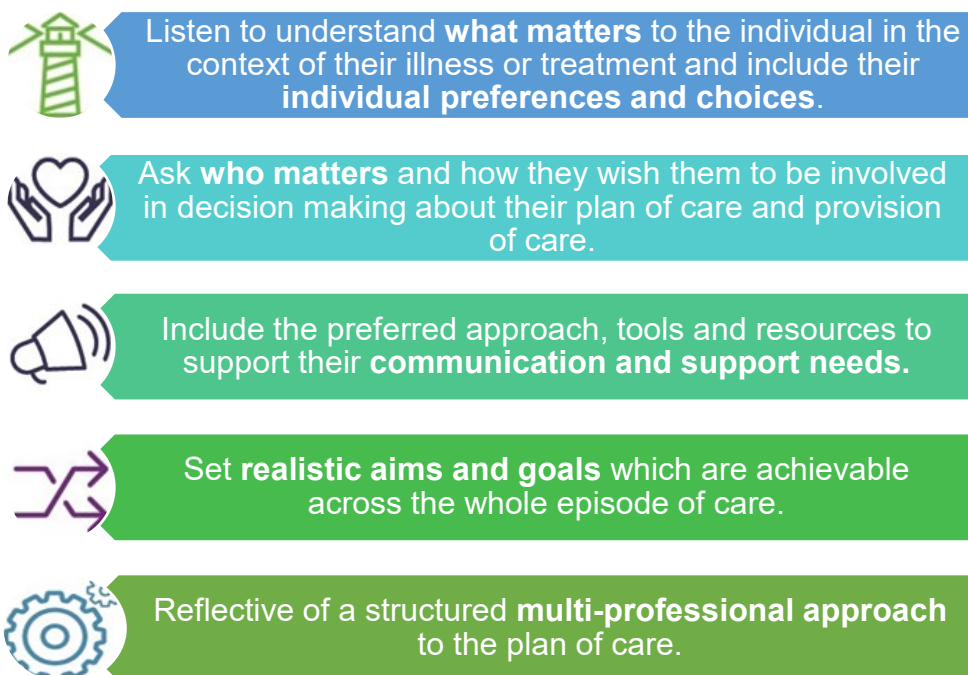 Listen to understand what matters to the individual in the
context of their illness or treatment and include their
individual preferences and choices.
Ask who matters and how they wish them to be involved
in decision making about their plan of care and provision
of care.
Include the preferred approach, tools and resources to
support their communication and support needs.
Set realistic aims and goals which are achievable
across the whole episode of care.
Reflective of a structured multi-professional approach
to the plan of care.